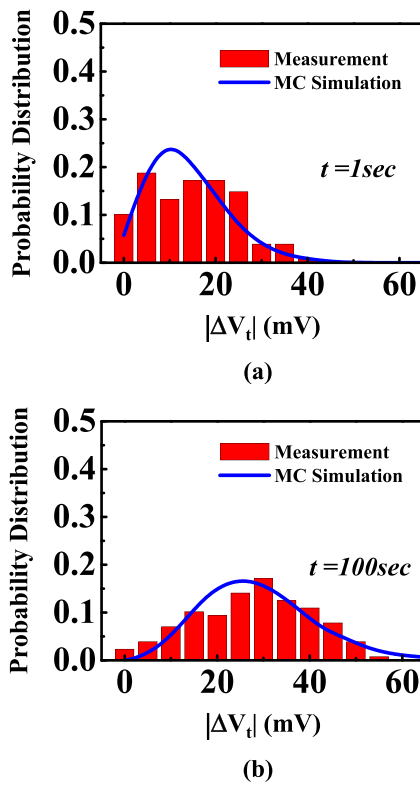 0.5
0.4
0.3
0.2
0.1
0.0
Probability Distribution
Measurement
MC Simulation
t =1sec
0 20 40 60
|ΔVt| (mV)
(a)
0.5
0.4
0.3
0.2
0.1
0.0
Probability Distribution
Measurement
MC Simulation
t =100sec
0 20 40 60
|ΔVt| (mV)
(b)